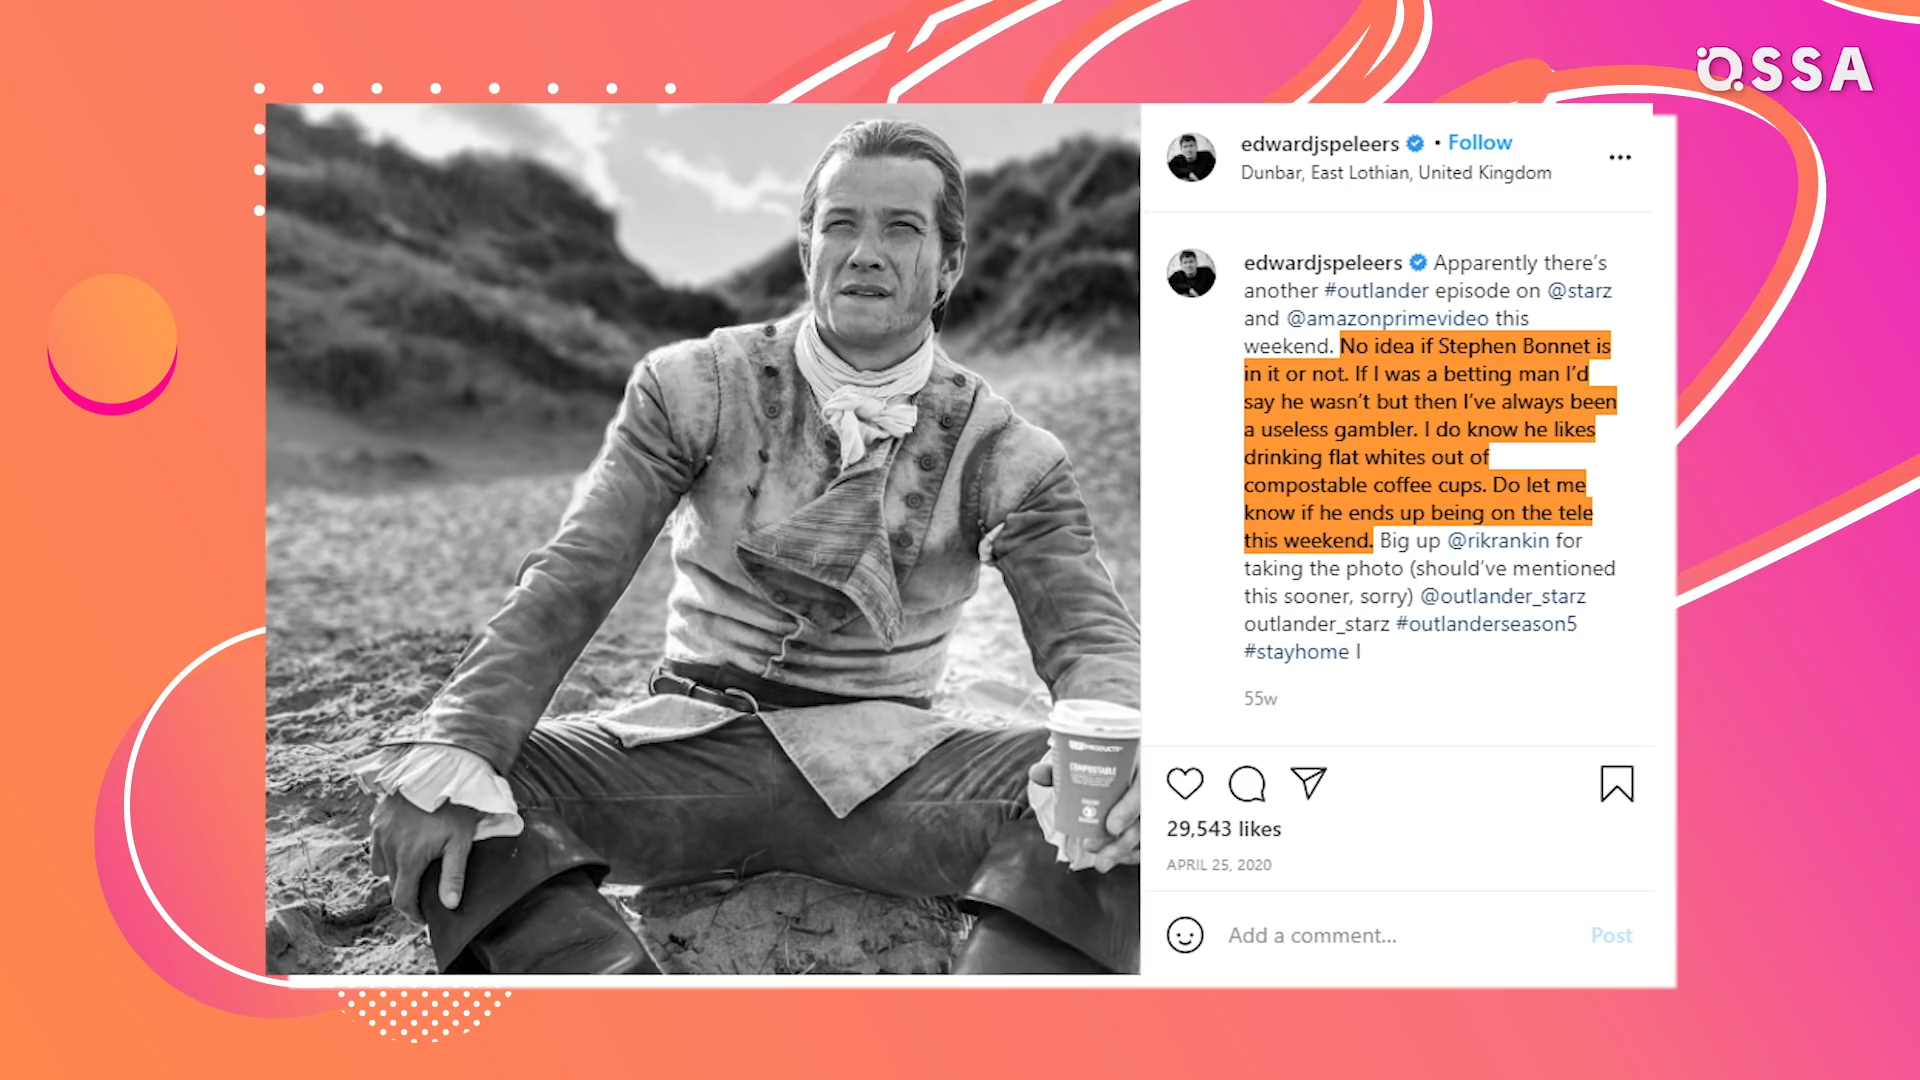 OSSA
edwardjspeleers • Follow
Dunbar, East Lothian, United Kingdom
edwardjspeleers Apparently there's
another #outlander episode on @starz
and @amazonprimevideo this
weekend. No idea if Stephen Bonnet is
in it or not. If I was a betting man I'd
say he wasn't but then I've always been
a useless gambler. I do know he likes
drinking flat whites out of
compostable coffee cups. Do let me
know if he ends up being on the tele
this weekend. Big up @rikrankin for
taking the photo (should've mentioned
this sooner, sorry) @outlander_starz
outlander_starz #outlanderseason5
#stayhome I
55w
PRODUCTS
COMPOSTABLE
29,543 likes
APRIL 25, 2020
Add a comment... Post